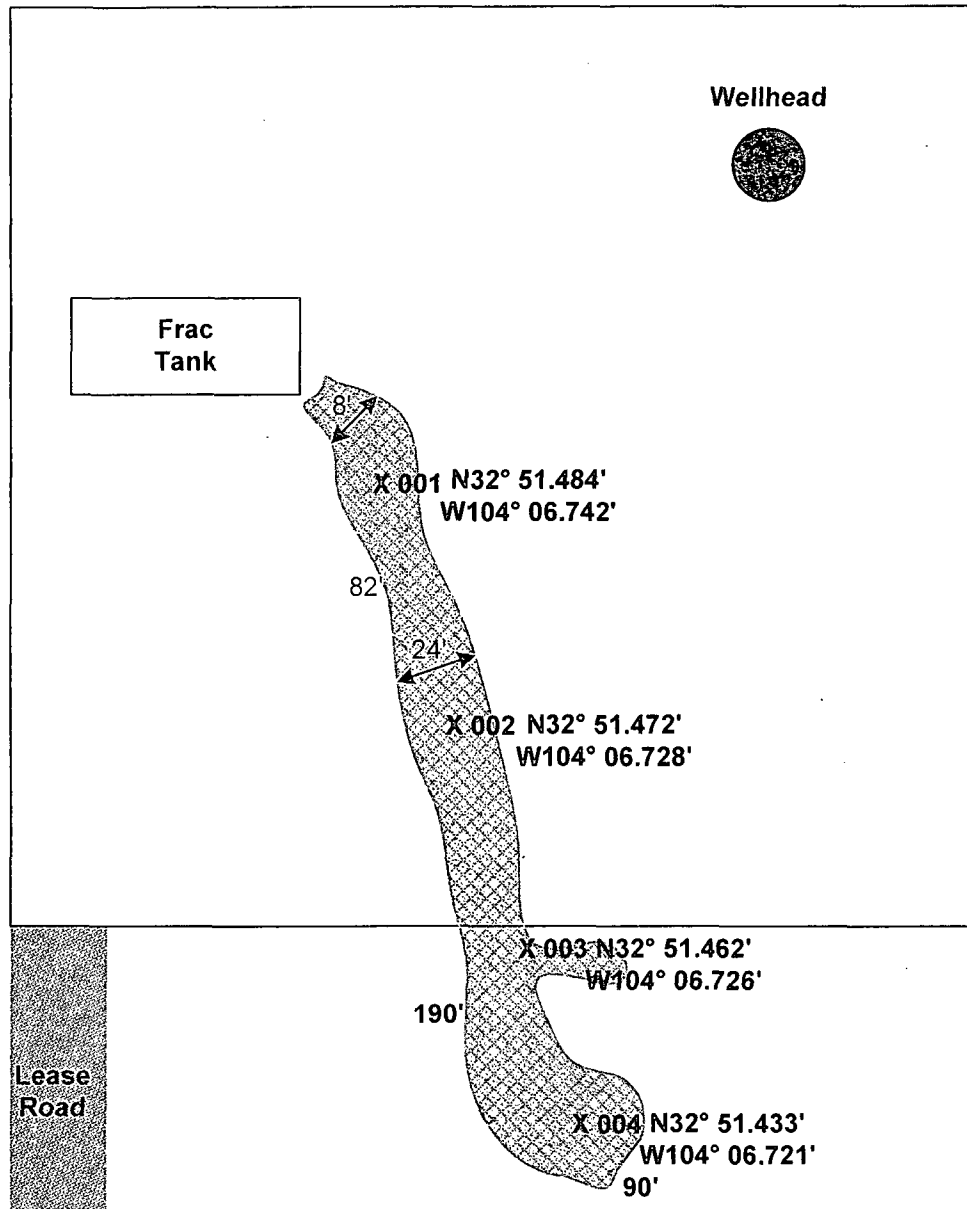 Wellhead
Frac
Tank
8'
X 001 N32° 51.484'
W104° 06.742'
82'
24'
X 002 N32° 51.472'
W104° 06.728'
X 003 N32° 51.462'
W104° 06.726'
190'
Lease
Road
X 004 N32° 51.433'
W104° 06.721'
90'